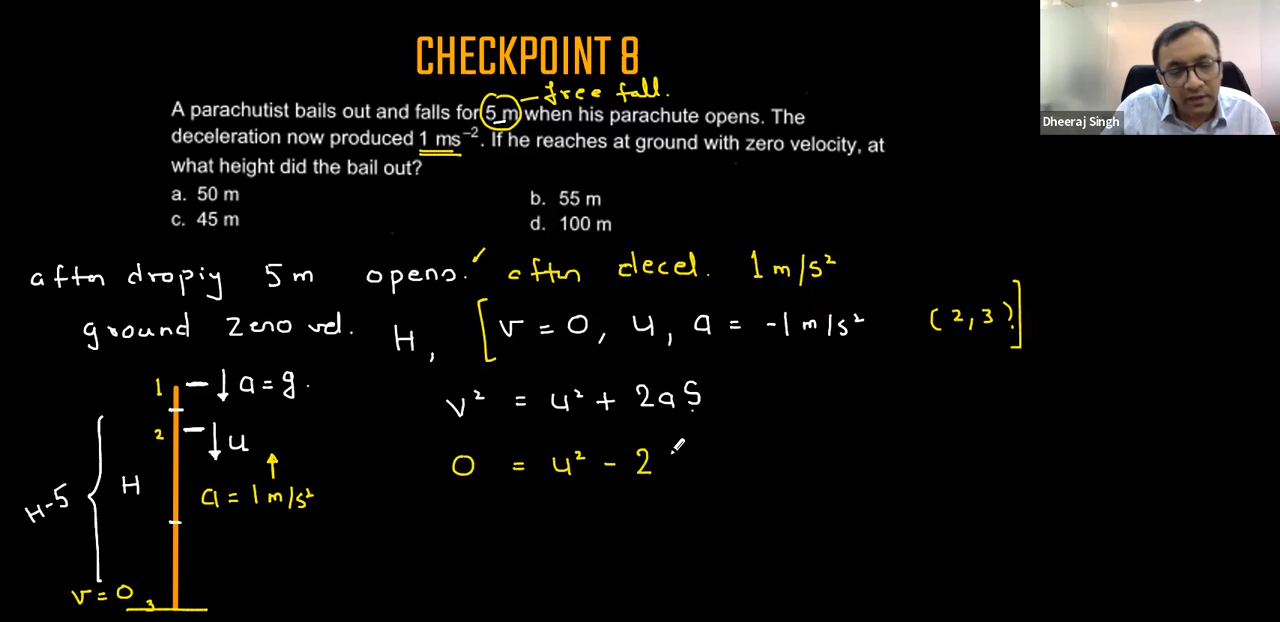 CHECKPOINT 8
free fall.
A parachutist bails out and falls for 5 m when his parachute opens. The
deceleration now produced 1 ms⁻². If he reaches at ground with zero velocity, at
what height did the bail out?
a. 50 m
b. 55 m
c. 45 m
d. 100 m
Dheeraj Singh
after dropiy 5m opens. after decel. 1m/s²
ground zero vel. H, [v = 0, u, a = -1 m/s² (2,3)]
1 ↓ a = g.
v² = u² + 2aS
2 ↓ u
0 = u² - 2
H-5 H
a = 1 m/s²
v = 0 3